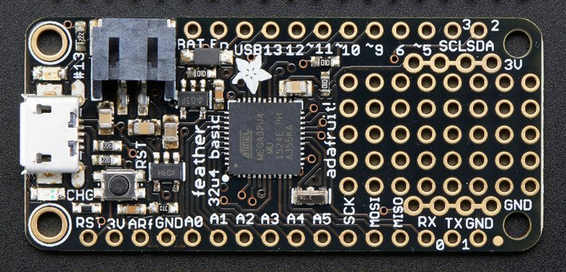 BAT EN USB 13 12~ 11~ ~10 ~9 6 ~5 SCL SDA
3 2
#13
3V
ATMEL
MEGA32U4
feather
32u4 basic
adafruit
RST
CHG
GND
SCK
MOSI
MISO
RX TX GND
RST 3V ARf GND A0 A1 A2 A3 A4 A5
0 1